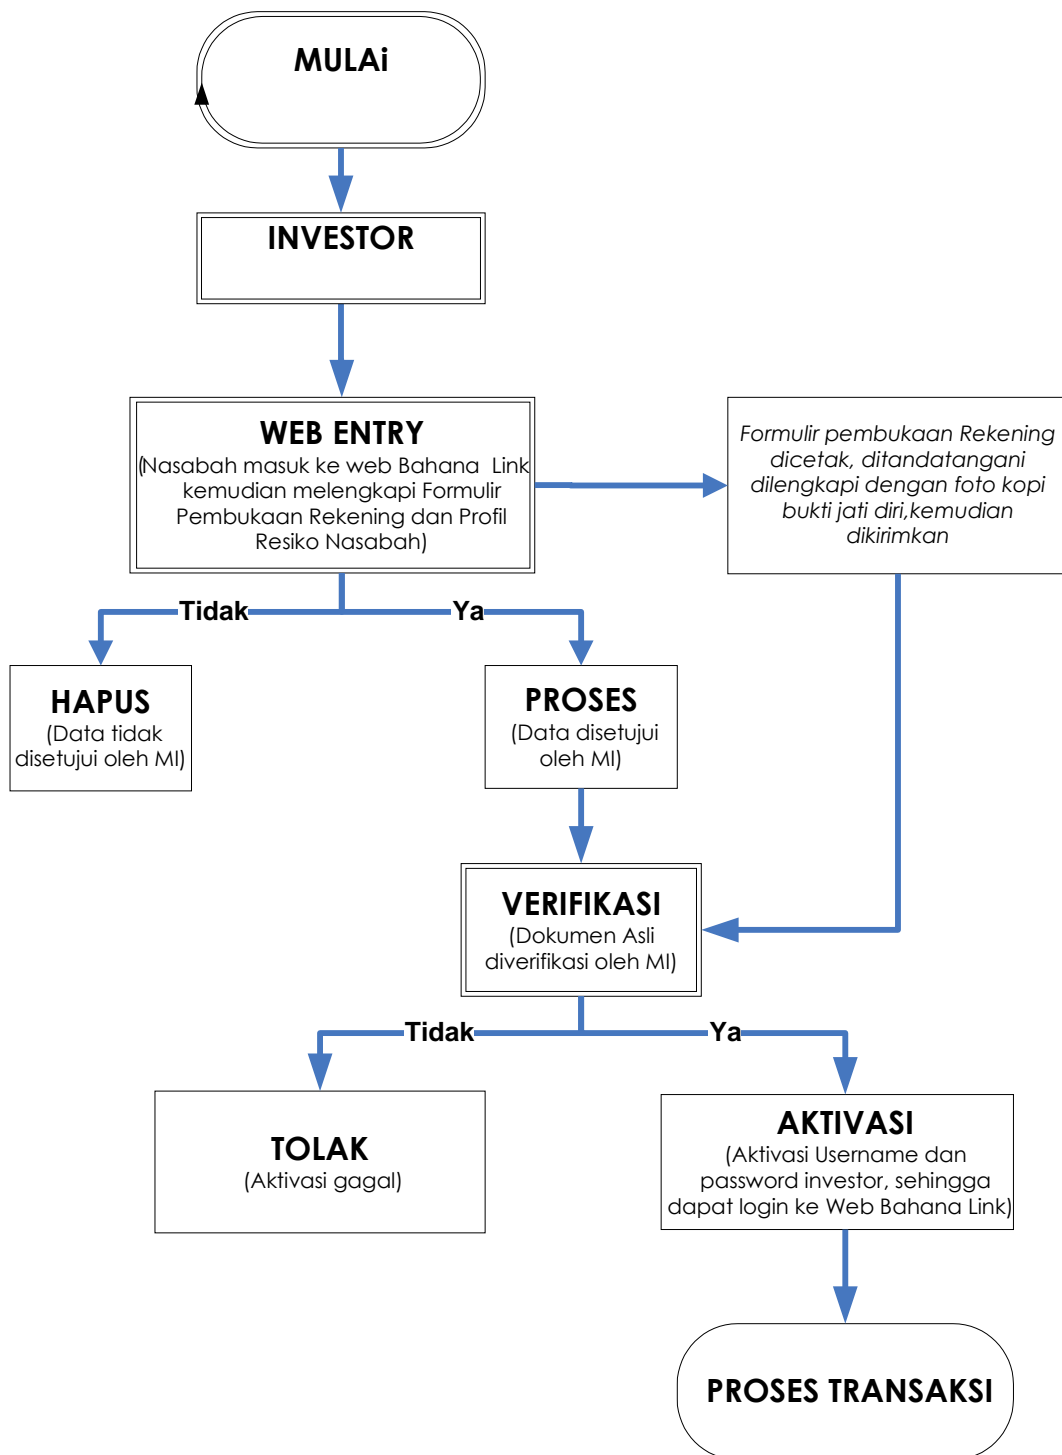 MULAi
INVESTOR
WEB ENTRY
(Nasabah masuk ke web Bahana Link
kemudian melengkapi Formulir
Pembukaan Rekening dan Profil
Resiko Nasabah)
Formulir pembukaan Rekening
dicetak, ditandatangani
dilengkapi dengan foto kopi
bukti jati diri,kemudian
dikirimkan
Tidak
Ya
HAPUS
(Data tidak
disetujui oleh MI)
PROSES
(Data disetujui
oleh MI)
VERIFIKASI
(Dokumen Asli
diverifikasi oleh MI)
Tidak
Ya
TOLAK
(Aktivasi gagal)
AKTIVASI
(Aktivasi Username dan
password investor, sehingga
dapat login ke Web Bahana Link)
PROSES TRANSAKSI